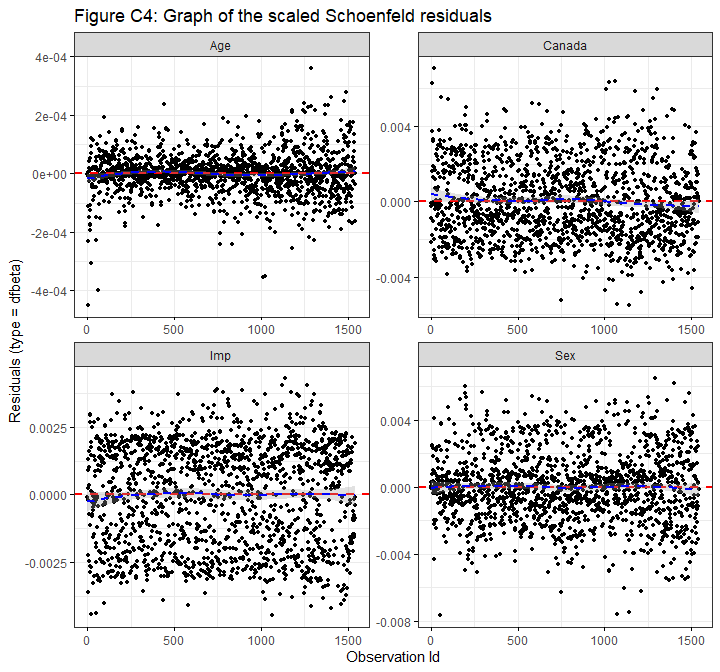 Figure C4: Graph of the scaled Schoenfeld residuals
Age
Canada
4e-04
2e-04
0e+00
-2e-04
-4e-04
0.004
0.000
-0.004
0 500 1000 1500
0 500 1000 1500
Residuals (type = dfbeta)
Imp
Sex
0.0025
0.0000
-0.0025
0.004
0.000
-0.004
-0.008
0 500 1000 1500
0 500 1000 1500
Observation Id